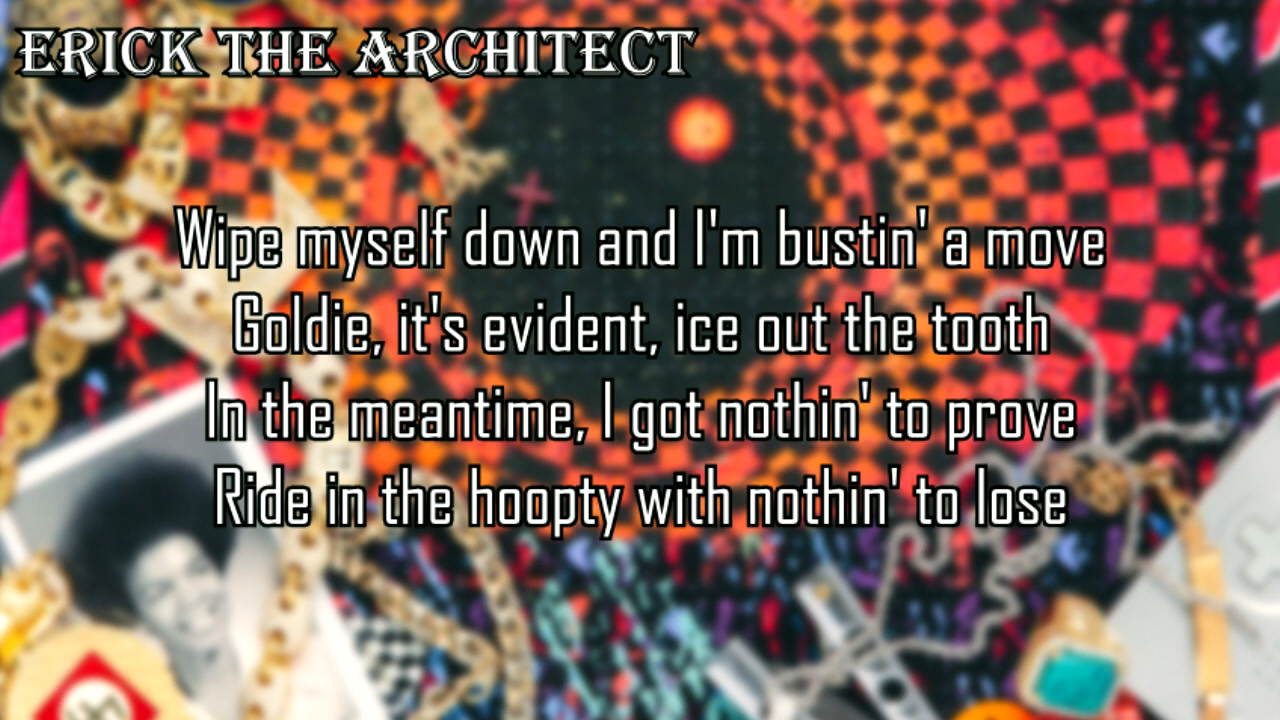 ERICK THE ARCHITECT
Wipe myself down and I'm bustin' a move
Goldie, it's evident, ice out the tooth
In the meantime, I got nothin' to prove
Ride in the hoopty with nothin' to lose